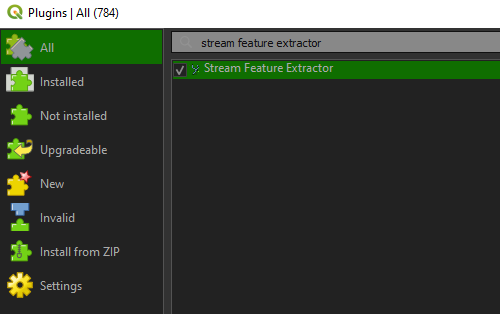 Plugins | All (784)
All
stream feature extractor
Stream Feature Extractor
Installed
Not installed
Upgradeable
New
Invalid
Install from ZIP
Settings